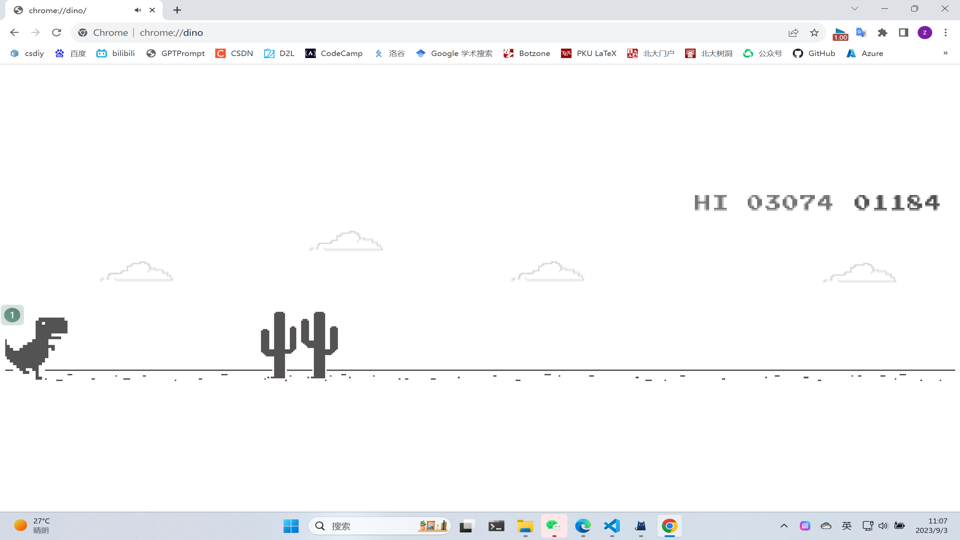 chrome://dino/
Chrome | chrome://dino
1.00
z
csdiy 百度 bilibili GPTPrompt CSDN D2L CodeCamp 洛谷 Google 学术搜索 Botzone PKU LaTeX 北大门户 北大树洞 公众号 GitHub Azure »
HI 03074 01184
1
27°C
晴朗
搜索
英
11:07
2023/9/3